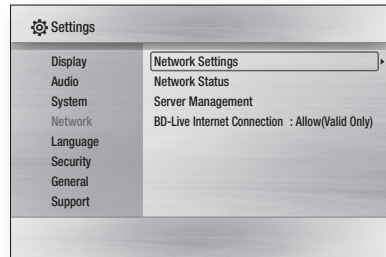 Settings
Display
Audio
System
Network
Language
Security
General
Support
Network Settings
Network Status
Server Management
BD-Live Internet Connection : Allow(Valid Only)